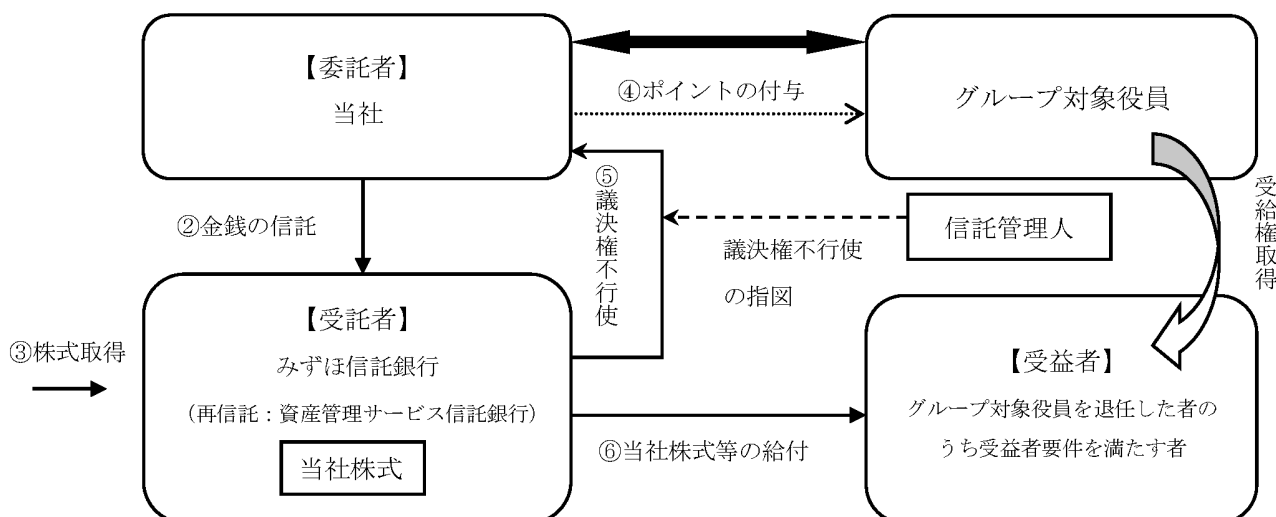 【委託者】
当社
④ポイントの付与
グループ対象役員
②金銭の信託
⑤議決権不行使
議決権不行使
の指図
信託管理人
受給権取得
③株式取得
【受託者】
みずほ信託銀行
(再信託:資産管理サービス信託銀行)
当社株式
⑥当社株式等の給付
【受益者】
グループ対象役員を退任した者の
うち受益者要件を満たす者